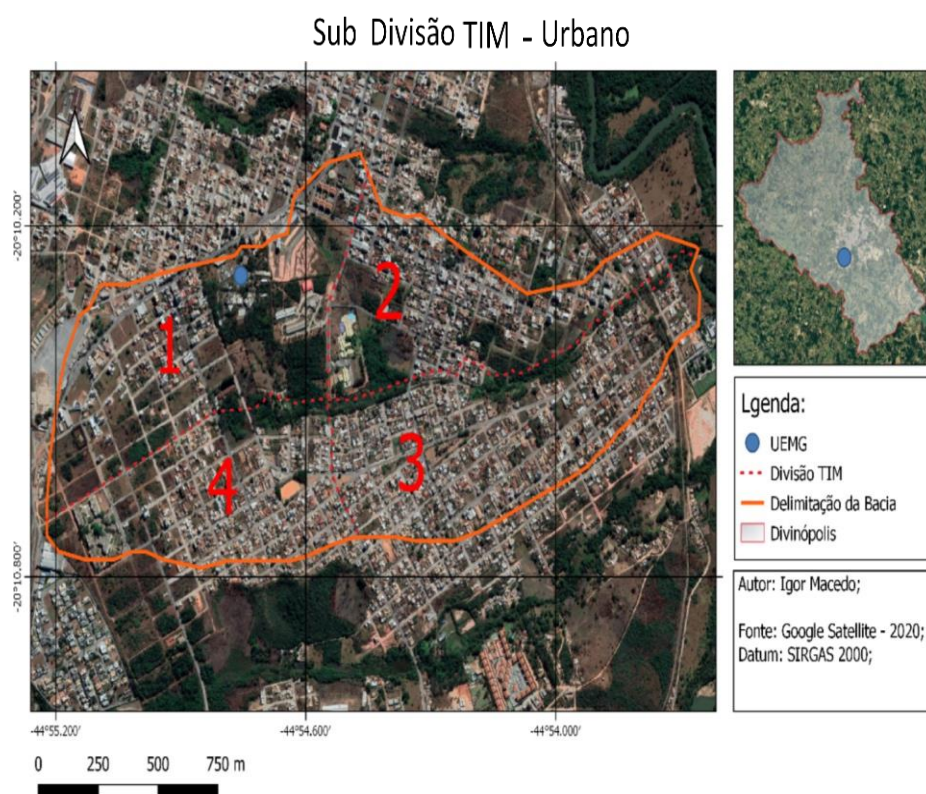 Sub Divisão TIM - Urbano
-20°10.200'
-20°10.800'
1
2
3
4
-44°55.200'
-44°54.600'
-44°54.000'
0 250 500 750 m
Lgenda:
UEMG
Divisão TIM
Delimitação da Bacia
Divinópolis
Autor: Igor Macedo;
Fonte: Google Satellite - 2020;
Datum: SIRGAS 2000;